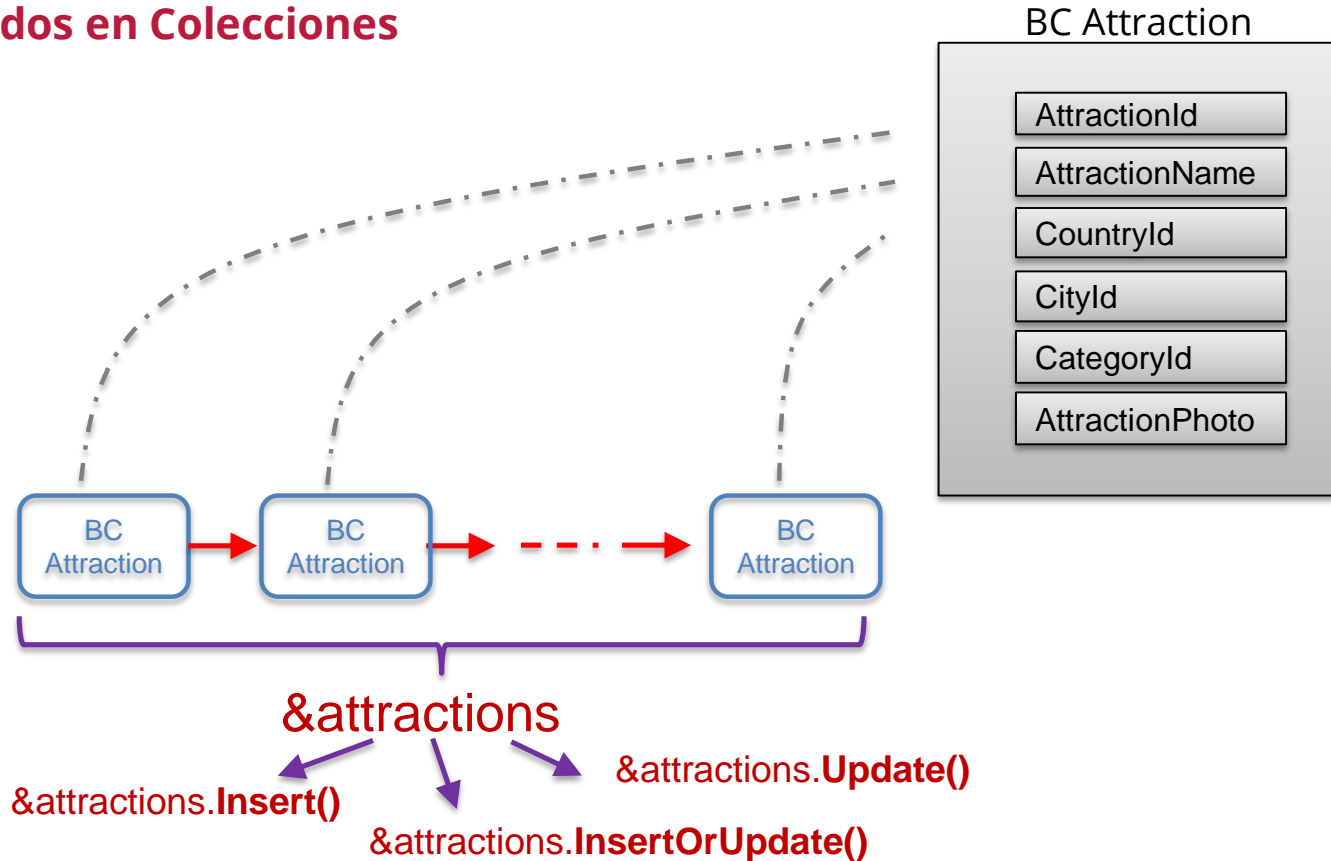 dos en Colecciones
BC Attraction
AttractionId
AttractionName
CountryId
CityId
CategoryId
AttractionPhoto
BC
Attraction
BC
Attraction
BC
Attraction
&attractions
&attractions.Update()
&attractions.Insert()
&attractions.InsertOrUpdate()